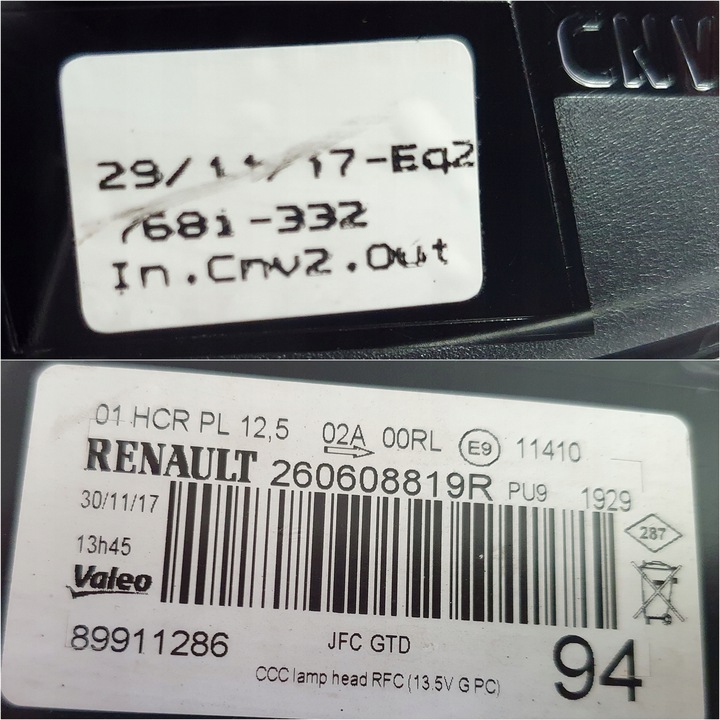 CNV
29/11/17-Eq2
768i-332
In.Cnv2.Out
01 HCR PL 12,5 02A 00RL E9 11410
RENAULT 260608819R PU9 1929
30/11/17
287
13h45
Valeo
89911286 JFC GTD 94
CCC lamp head RFC (13.5V G PC)